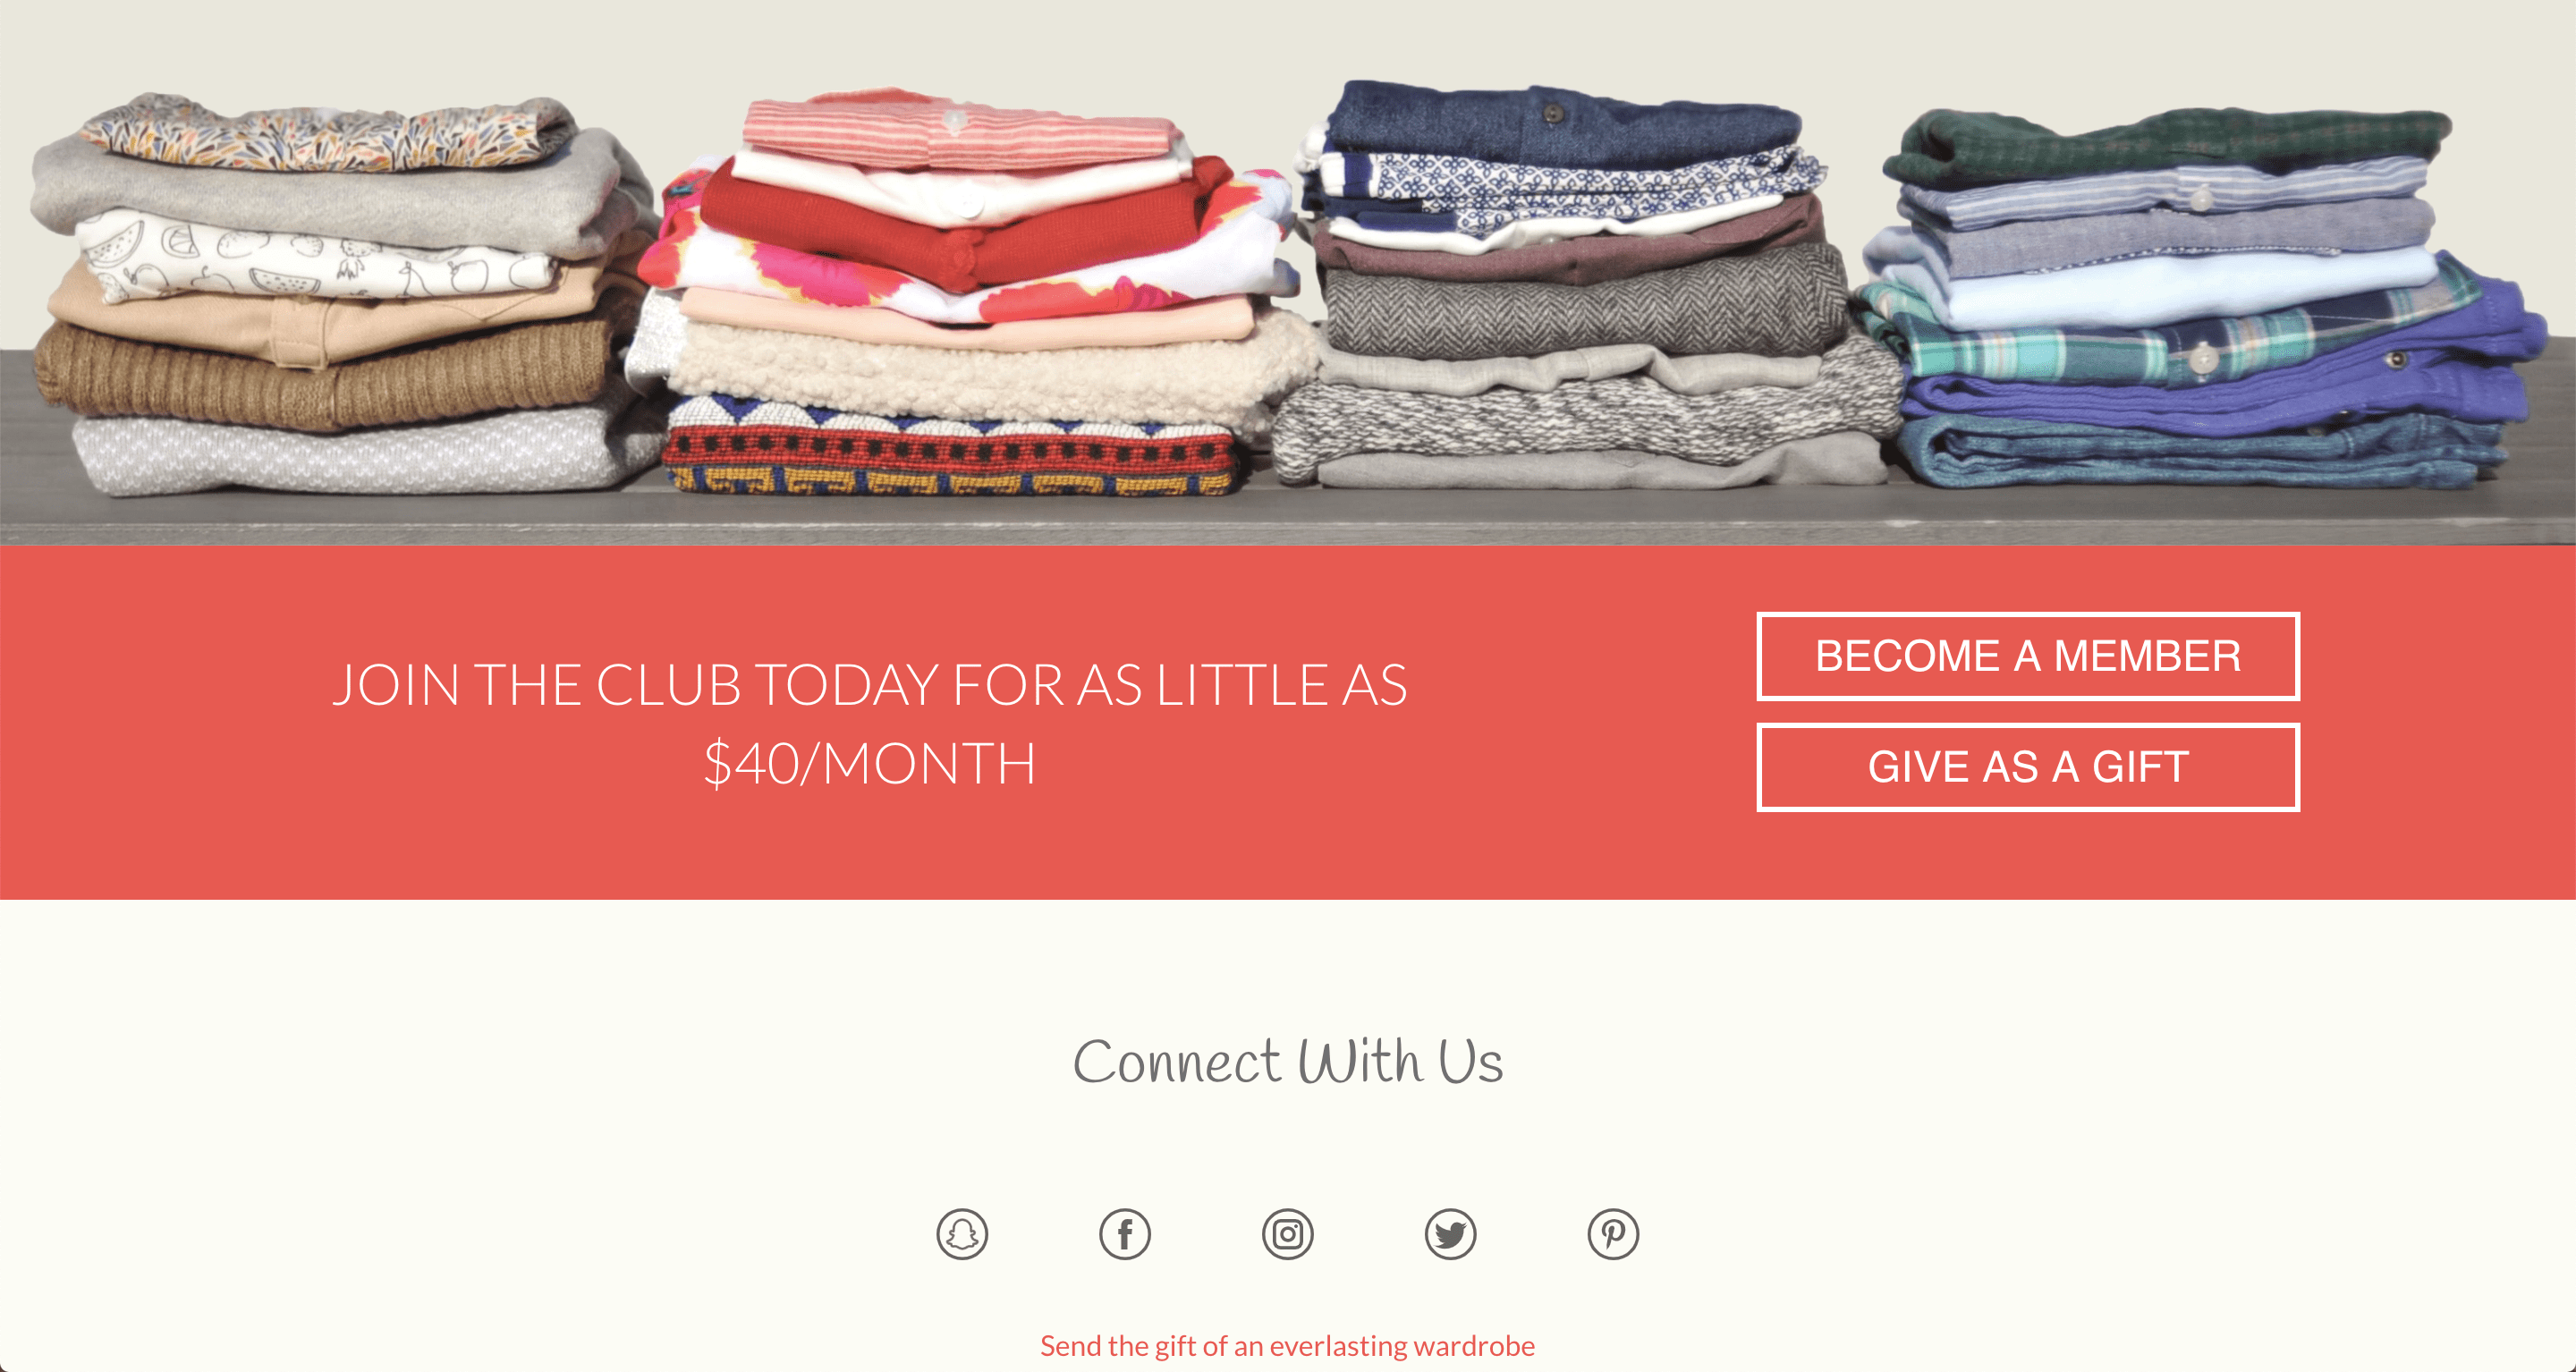 JOIN THE CLUB TODAY FOR AS LITTLE AS
$40/MONTH
BECOME A MEMBER
GIVE AS A GIFT
Connect With Us
Send the gift of an everlasting wardrobe